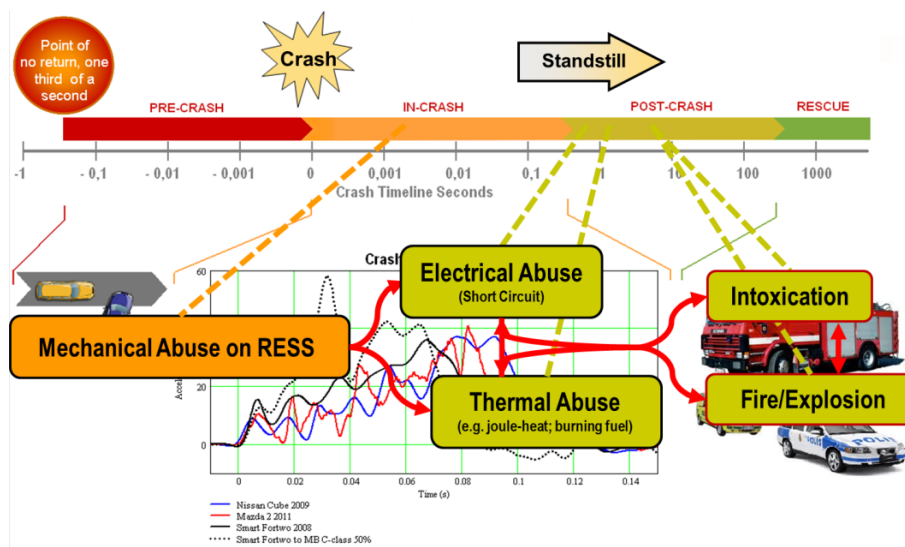 Point of
no return, one
third of a
second
Crash
Standstill
PRE-CRASH
IN-CRASH
POST-CRASH
RESCUE
-1
- 0,1
- 0,01
- 0,001
0
0,001
0,01
0,1
1
10
100
1000
Crash Timeline Seconds
Electrical Abuse
(Short Circuit)
Intoxication
Mechanical Abuse on RESS
Thermal Abuse
(e.g. joule-heat; burning fuel)
Fire/Explosion
POLIS
60
20
0
0
0.02
0.04
0.06
0.08
0.1
0.12
0.14
Time (s)
Nissan Cube 2009
Mazda 2 2011
Smart Fortwo 2008
Smart Fortwo to MB C-class 50%